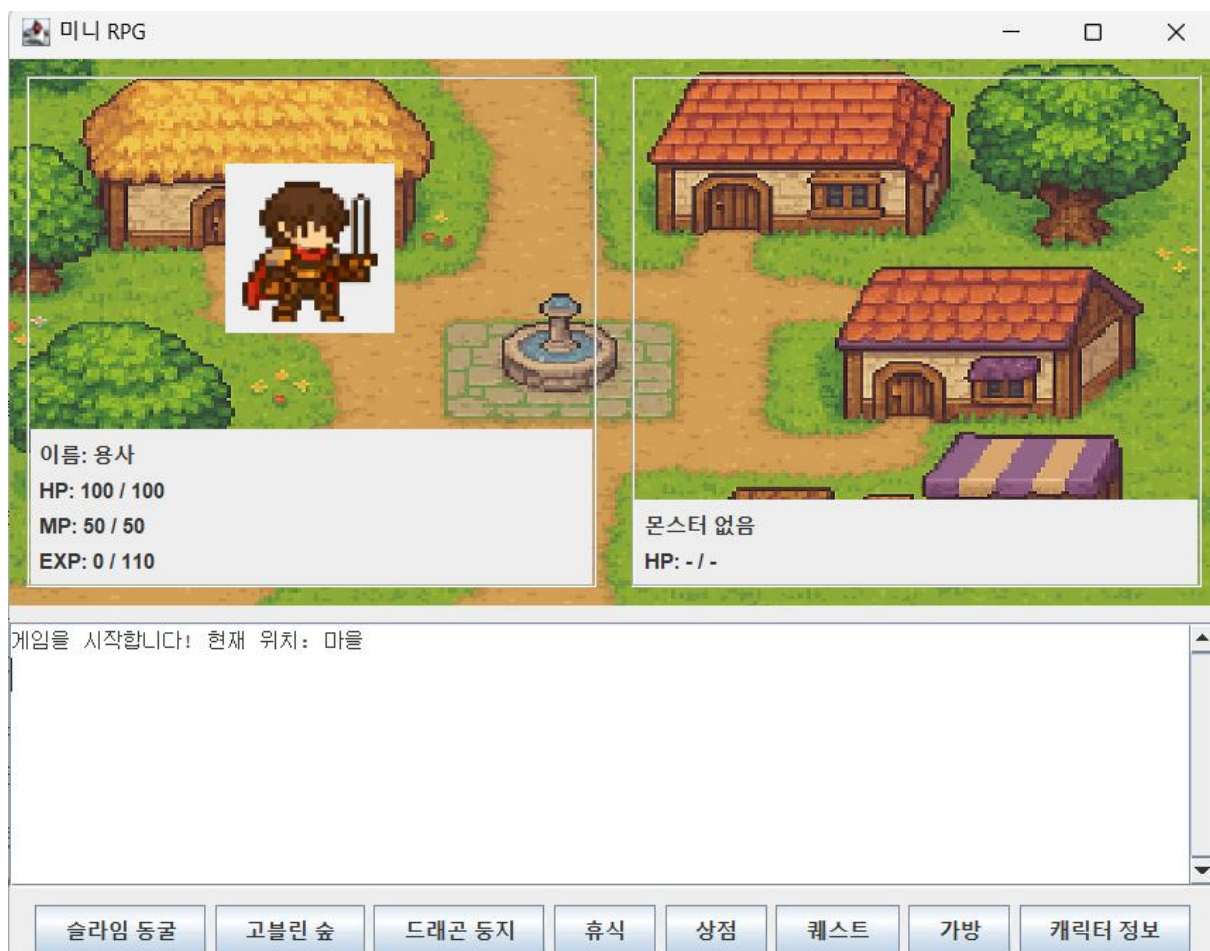 미니 RPG
이름: 용사
HP: 100 / 100
MP: 50 / 50
EXP: 0 / 110
몬스터 없음
HP: - / -
게임을 시작합니다! 현재 위치: 마을
슬라임 동굴
고블린 숲
드래곤 둥지
휴식
상점
퀘스트
가방
캐릭터 정보